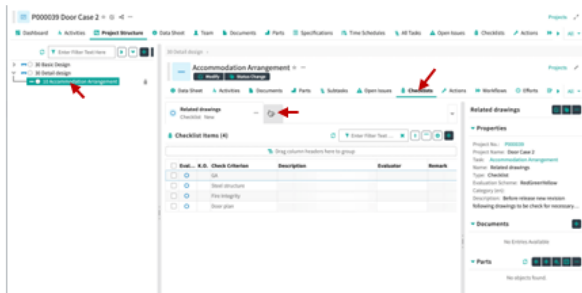 P000039 Door Case 2
Projects
Dashboard Activities Project Structure Data Sheet Team Documents Parts Specifications Time Schedules All Tasks Open Issues Checklists Actions All
Enter Filter Text Here
30 Basic Design
30 Detail design
10 Accommodation Arrangement
30 Detail design
Accommodation Arrangement
Modify Status Change
Projects
Data Sheet Activities Documents Parts Subtasks Open Issues Checklists Actions Workflows Efforts All
Related drawings
Checklist New
Checklist Items (4)
Enter Filter Text ...
Drag column headers here to group
Eval... K.O. Check Criterion Description Evaluator Remark
GA
Steel structure
Fire integrity
Door plan
Related drawings
Properties
Project No.: P000039
Project Name: Door Case 2
Task: Accommodation Arrangement
Name: Related drawings
Type: Checklist
Evaluation Scheme: RedGreenYellow
Category (en):
Description: Before release new revision
following drawings to be check for necessary ...
Documents
No Entries Available
Parts
No objects found.